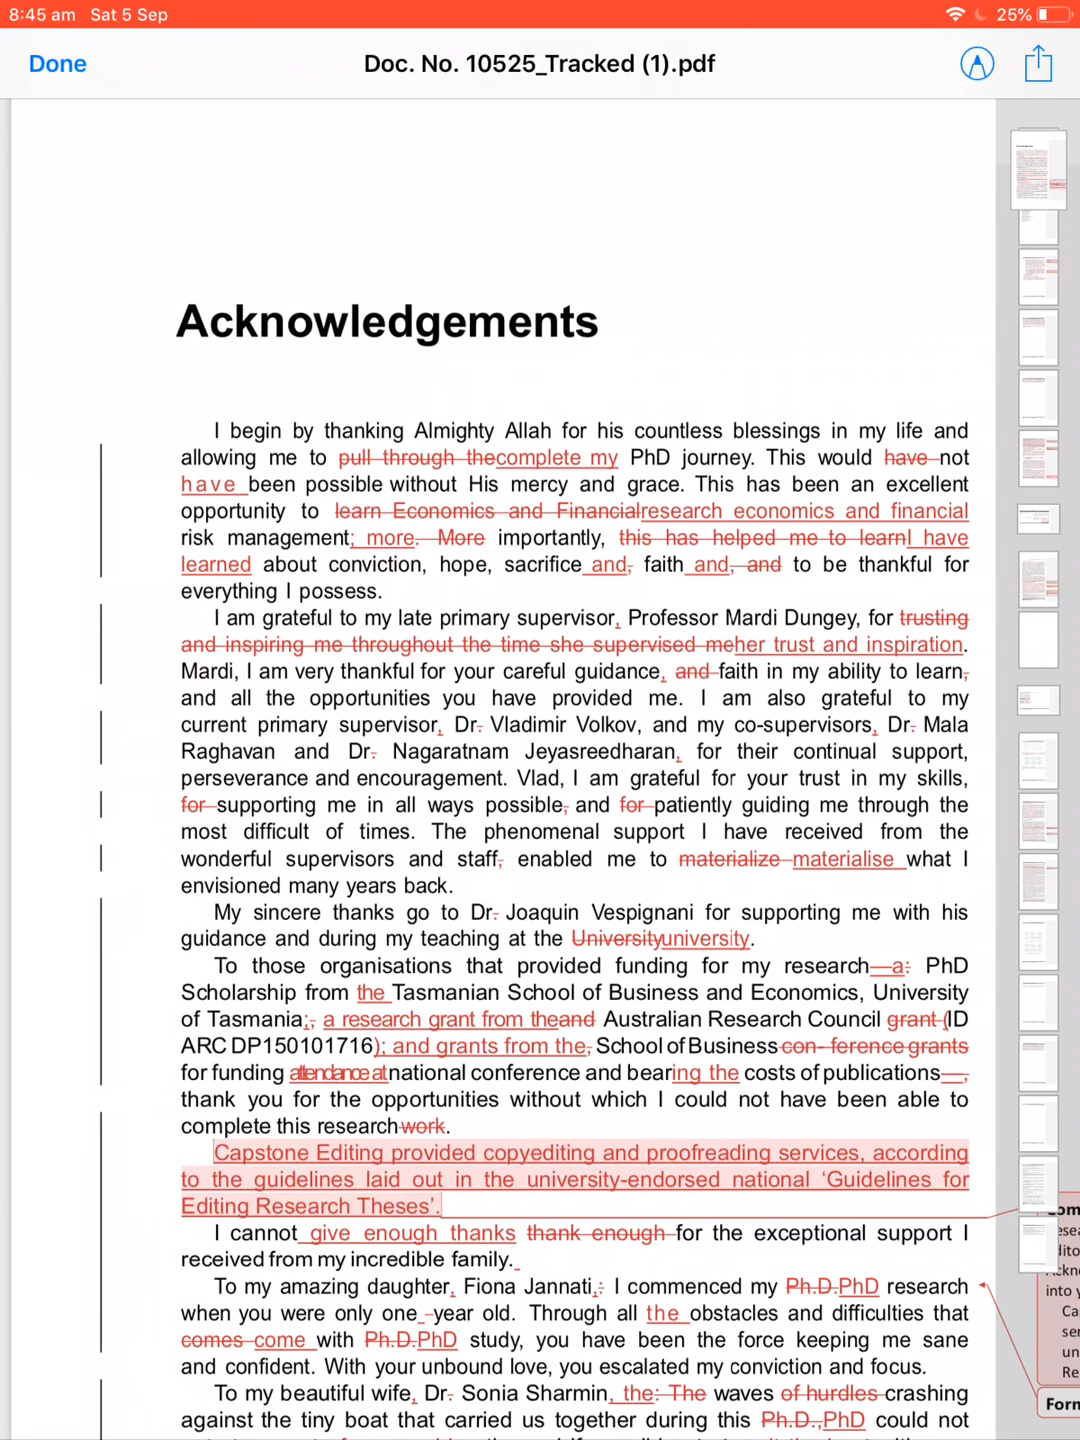 8:45 am Sat 5 Sep
25%
Done
Doc. No. 10525_Tracked (1).pdf
Acknowledgements
I begin by thanking Almighty Allah for his countless blessings in my life and
allowing me to pull through thecomplete my PhD journey. This would have not
have been possible without His mercy and grace. This has been an excellent
opportunity to learn Economics and Financialresearch economics and financial
risk management; more. More importantly, this has helped me to learnI have
learned about conviction, hope, sacrifice and, faith and, and to be thankful for
everything I possess.
I am grateful to my late primary supervisor, Professor Mardi Dungey, for trusting
and inspiring me throughout the time she supervised meher trust and inspiration.
Mardi, I am very thankful for your careful guidance, and faith in my ability to learn,
and all the opportunities you have provided me. I am also grateful to my
current primary supervisor, Dr. Vladimir Volkov, and my co-supervisors, Dr. Mala
Raghavan and Dr. Nagaratnam Jeyasreedharan, for their continual support,
perseverance and encouragement. Vlad, I am grateful for your trust in my skills,
for supporting me in all ways possible, and for patiently guiding me through the
most difficult of times. The phenomenal support I have received from the
wonderful supervisors and staff, enabled me to materialize materialise what I
envisioned many years back.
My sincere thanks go to Dr. Joaquin Vespignani for supporting me with his
guidance and during my teaching at the Universityuniversity.
To those organisations that provided funding for my research—a: PhD
Scholarship from the Tasmanian School of Business and Economics, University
of Tasmania;, a research grant from theand Australian Research Council grant (ID
ARC DP150101716); and grants from the, School of Business con- ference grants
for funding attendance at national conference and bearing the costs of publications—,
thank you for the opportunities without which I could not have been able to
complete this research work.
Capstone Editing provided copyediting and proofreading services, according
to the guidelines laid out in the university-endorsed national ‘Guidelines for
Editing Research Theses’.
I cannot give enough thanks thank enough for the exceptional support I
received from my incredible family.
To my amazing daughter, Fiona Jannati,: I commenced my Ph.D.PhD research
when you were only one -year old. Through all the obstacles and difficulties that
comes come with Ph.D.PhD study, you have been the force keeping me sane
and confident. With your unbound love, you escalated my conviction and focus.
To my beautiful wife, Dr. Sonia Sharmin, the: The waves of hurdles crashing
against the tiny boat that carried us together during this Ph.D.,PhD could not
into y
Ca
ser
un
Re
Form